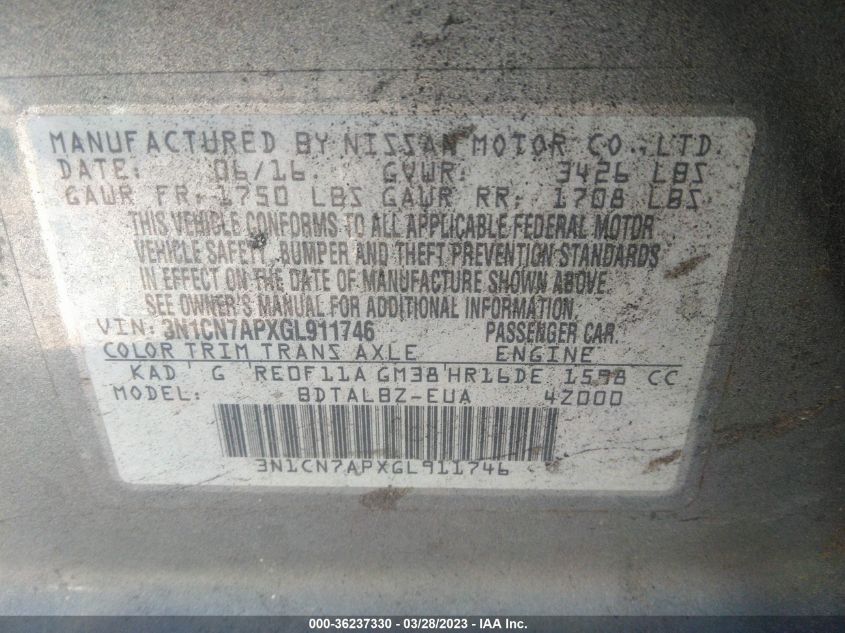 MANUFACTURED BY NISSAN MOTOR CO., LTD.
DATE: 06/16 GVWR: 3426 LBS
GAWR FR: 1750 LBS GAWR RR: 1708 LBS
THIS VEHICLE CONFORMS TO ALL APPLICABLE FEDERAL MOTOR
VEHICLE SAFETY, BUMPER AND THEFT PREVENTION STANDARDS
IN EFFECT ON THE DATE OF MANUFACTURE SHOWN ABOVE.
SEE OWNER'S MANUAL FOR ADDITIONAL INFORMATION.
VIN: 3N1CN7APXGL911746 PASSENGER CAR.
COLOR TRIM TRANS AXLE ENGINE
KAD G RE0F11A GM38 HR16DE 1598 CC
MODEL: BDTALBZ-EUA 4Z000
3N1CN7APXGL911746
000-36237330 - 03/28/2023 - IAA Inc.